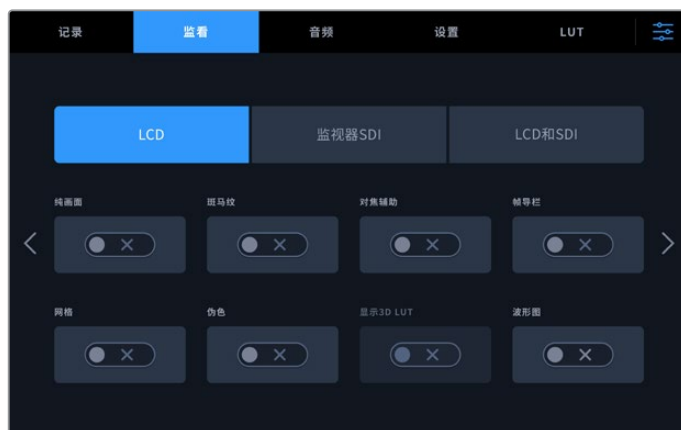 记录 监看 音频 设置 LUT
LCD 监视器SDI LCD和SDI
纯画面 斑马纹 对焦辅助 帧导栏
网格 伪色 显示3D LUT 波形图